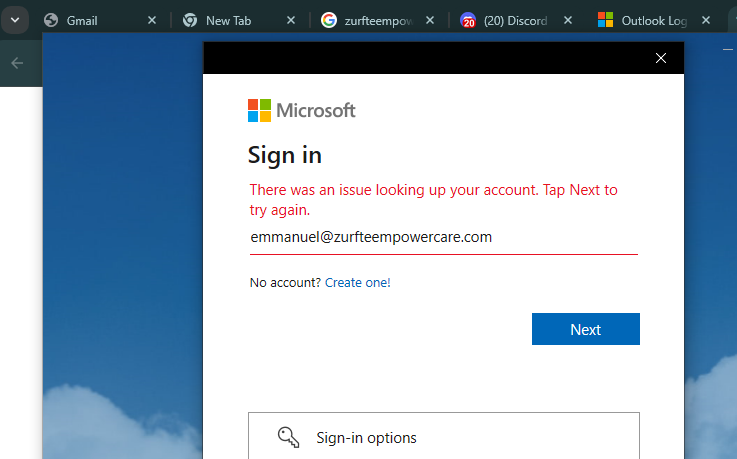 Gmail
New Tab
zurfteempow
20
(20) Discord
Outlook Log
Microsoft
Sign in
There was an issue looking up your account. Tap Next to
try again.
emmanuel@zurfteempowercare.com
No account? Create one!
Next
Sign-in options